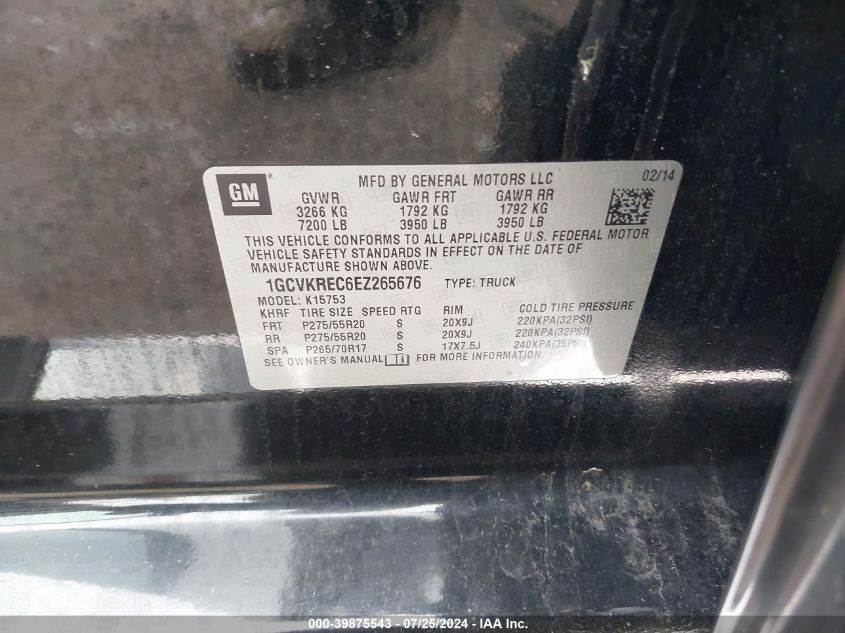 GM ® MFD BY GENERAL MOTORS LLC 02/14
GVWR GAWR FRT GAWR RR
3266 KG 1792 KG 1792 KG
7200 LB 3950 LB 3950 LB
THIS VEHICLE CONFORMS TO ALL APPLICABLE U.S. FEDERAL MOTOR
VEHICLE SAFETY STANDARDS IN EFFECT ON THE DATE OF
MANUFACTURE SHOWN ABOVE.
1GCVKREC6EZ265676 TYPE: TRUCK
MODEL: K15753
KHRF TIRE SIZE SPEED RTG RIM COLD TIRE PRESSURE
FRT P275/55R20 S 20X9J 220KPA(32PSI)
RR P275/55R20 S 20X9J 220KPA(32PSI)
SPA P265/70R17 S 17X7.5J 240KPA(35PSI)
SEE OWNER'S MANUAL i FOR MORE INFORMATION.
000-39875543 / 07/25/2024 - IAA, Inc.